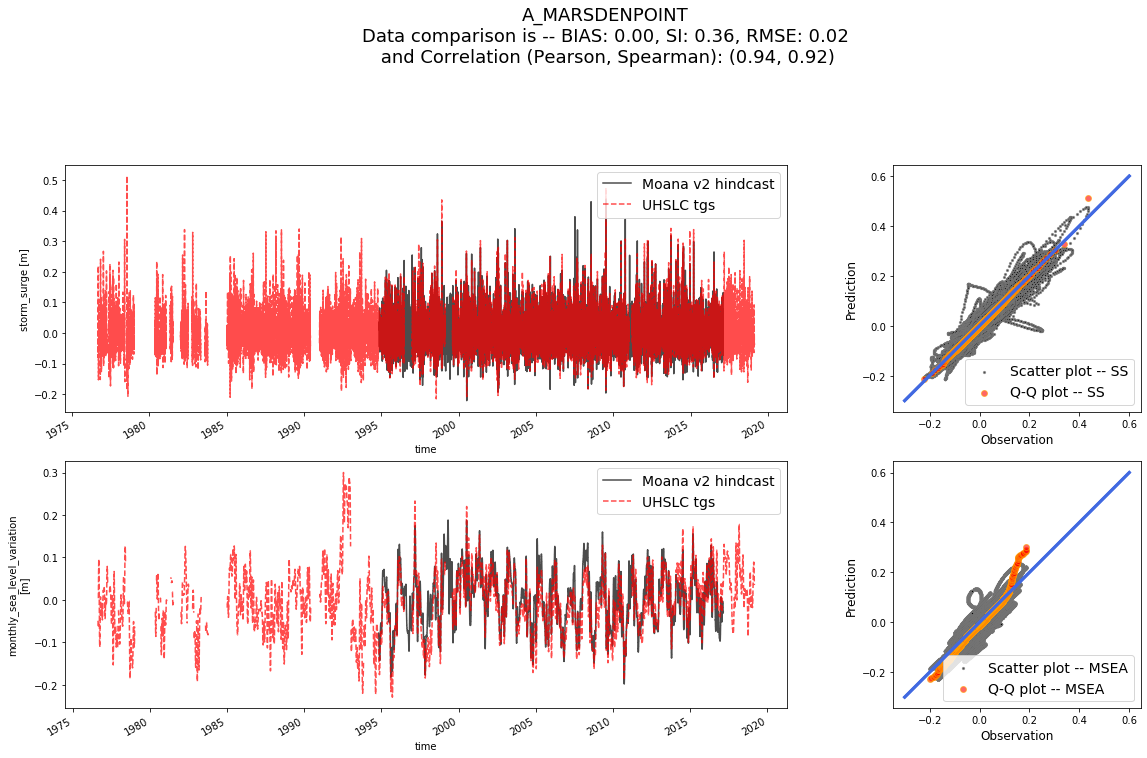 A_MARSDENPOINT
Data comparison is -- BIAS: 0.00, SI: 0.36, RMSE: 0.02
and Correlation (Pearson, Spearman): (0.94, 0.92)
storm_surge [m]
0.5
0.4
0.3
0.2
0.1
0.0
−0.1
−0.2
Moana v2 hindcast
UHSLC tgs
1975
1980
1985
1990
1995
2000
2005
2010
2015
2020
time
Prediction
0.6
0.4
0.2
0.0
−0.2
Scatter plot -- SS
Q-Q plot -- SS
−0.2
0.0
0.2
0.4
0.6
Observation
monthly_sea_level_variation
[m]
0.3
0.2
0.1
0.0
−0.1
−0.2
Moana v2 hindcast
UHSLC tgs
1975
1980
1985
1990
1995
2000
2005
2010
2015
2020
time
Prediction
0.6
0.4
0.2
0.0
−0.2
Scatter plot -- MSEA
Q-Q plot -- MSEA
−0.2
0.0
0.2
0.4
0.6
Observation